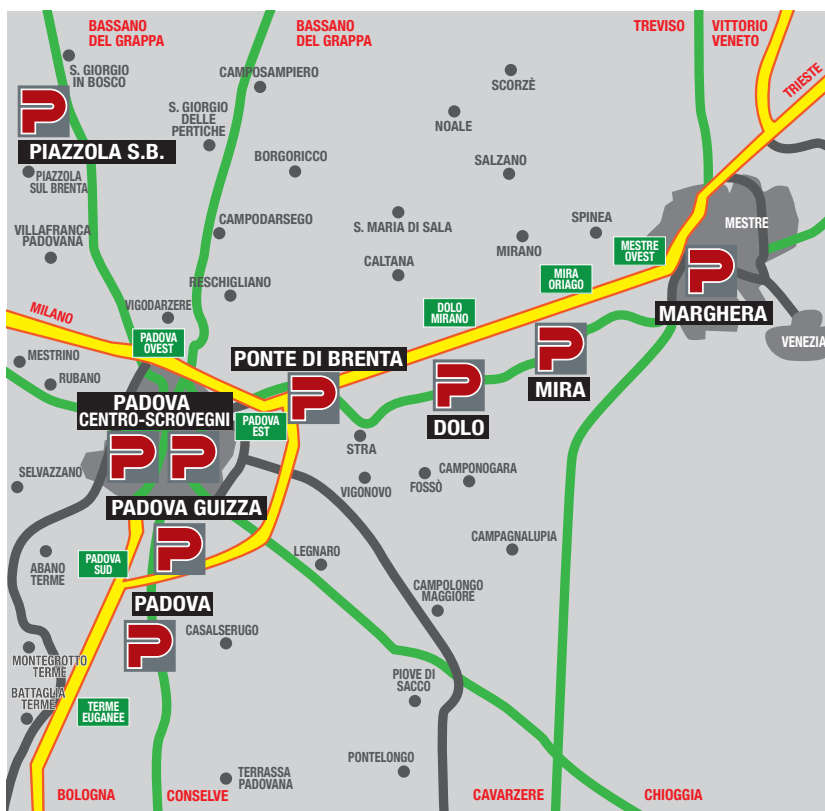 BASSANO
DEL GRAPPA
BASSANO
DEL GRAPPA
TREVISO
VITTORIO
VENETO
TRIESTE
S. GIORGIO
IN BOSCO
CAMPOSAMPIERO
SCORZÈ
S. GIORGIO
DELLE
PERTICHE
NOALE
P
PIAZZOLA S.B.
BORGORICCO
SALZANO
PIAZZOLA
SUL BRENTA
VILLAFRANCA
PADOVANA
CAMPODARSEGO
S. MARIA DI SALA
SPINEA
MIRANO
MESTRE
MESTRE
OVEST
CALTANA
MIRA
ORIAGO
P
MARGHERA
RESCHIGLIANO
VIGODARZERE
MILANO
DOLO
MIRANO
VENEZIA
PADOVA
OVEST
MESTRINO
RUBANO
PONTE DI BRENTA
P
P
DOLO
P
MIRA
PADOVA
CENTRO-SCROVEGNI
P
P
PADOVA
EST
STRA
SELVAZZANO
VIGONOVO
FOSSÒ
CAMPONOGARA
PADOVA GUIZZA
P
CAMPAGNALUPIA
ABANO
TERME
PADOVA
SUD
LEGNARO
CAMPOLONGO
MAGGIORE
PADOVA
P
CASALSERUGO
MONTEGROTTO
TERME
BATTAGLIA
TERME
TERME
EUGANEE
PIOVE DI
SACCO
TERRASSA
PADOVANA
PONTELONGO
BOLOGNA
CONSELVE
CAVARZERE
CHIOGGIA